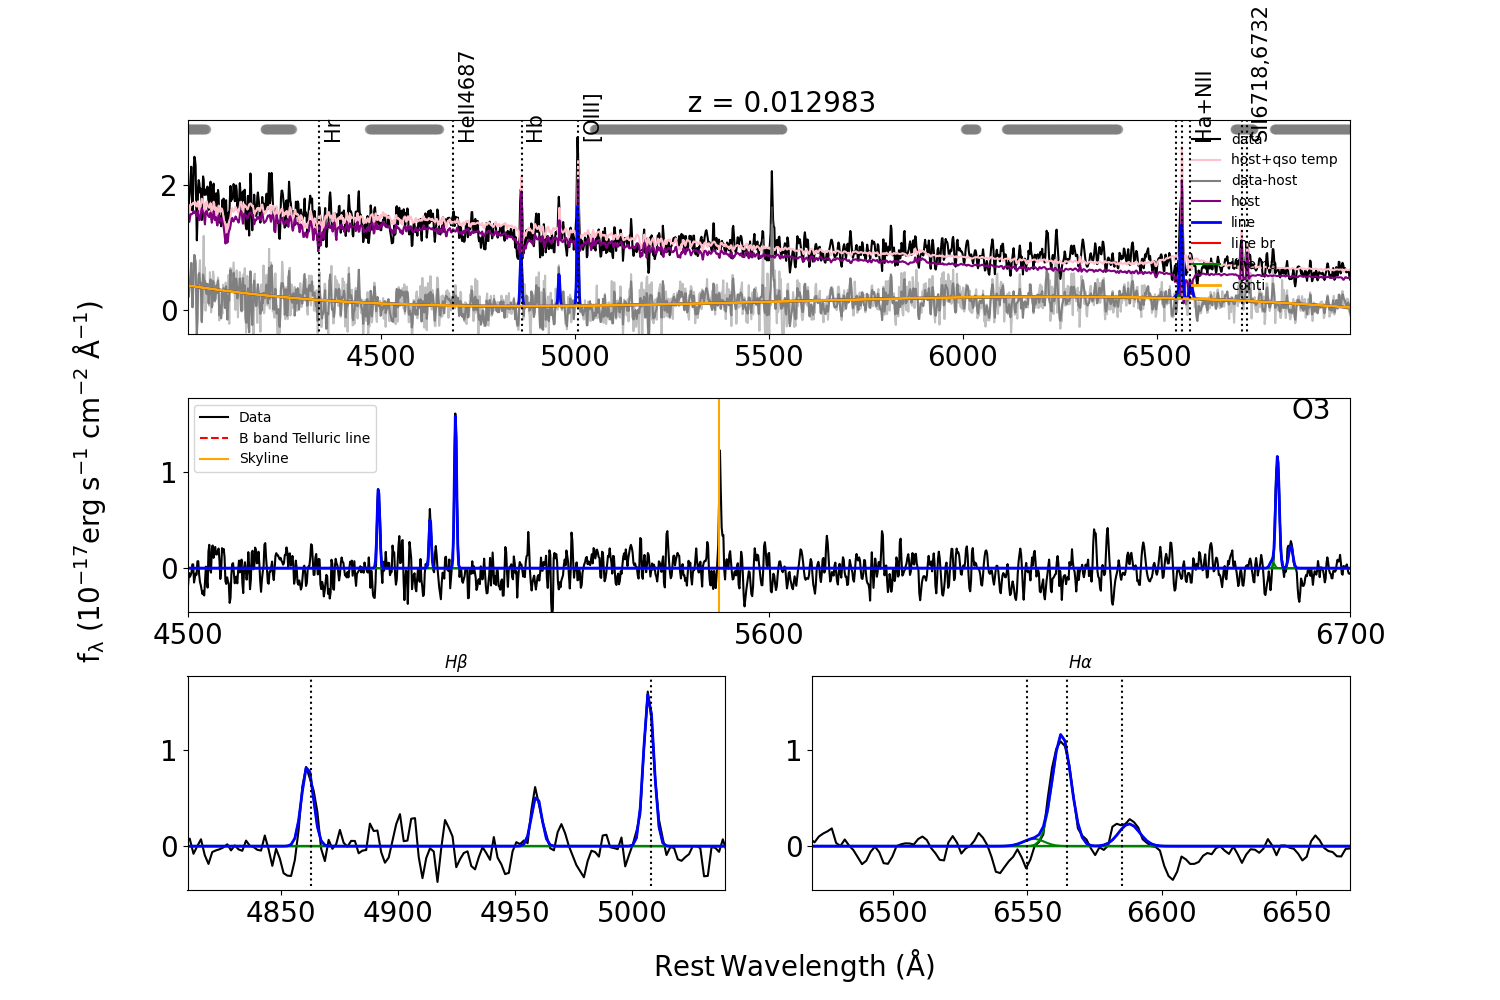 z = 0.012983
Hr
HeII4687
Hb
[OIII]
Ha+NII
SII6718,6732
data
host+qso temp
data-host
host
line
line br
conti
2
0
4500 5000 5500 6000 6500
fλ (10⁻¹⁷erg s⁻¹ cm⁻² Å⁻¹)
O3
Data
B band Telluric line
Skyline
1
0
4500 5600 6700
Hβ
1
0
4850 4900 4950 5000
Hα
1
0
6500 6550 6600 6650
Rest Wavelength (Å)